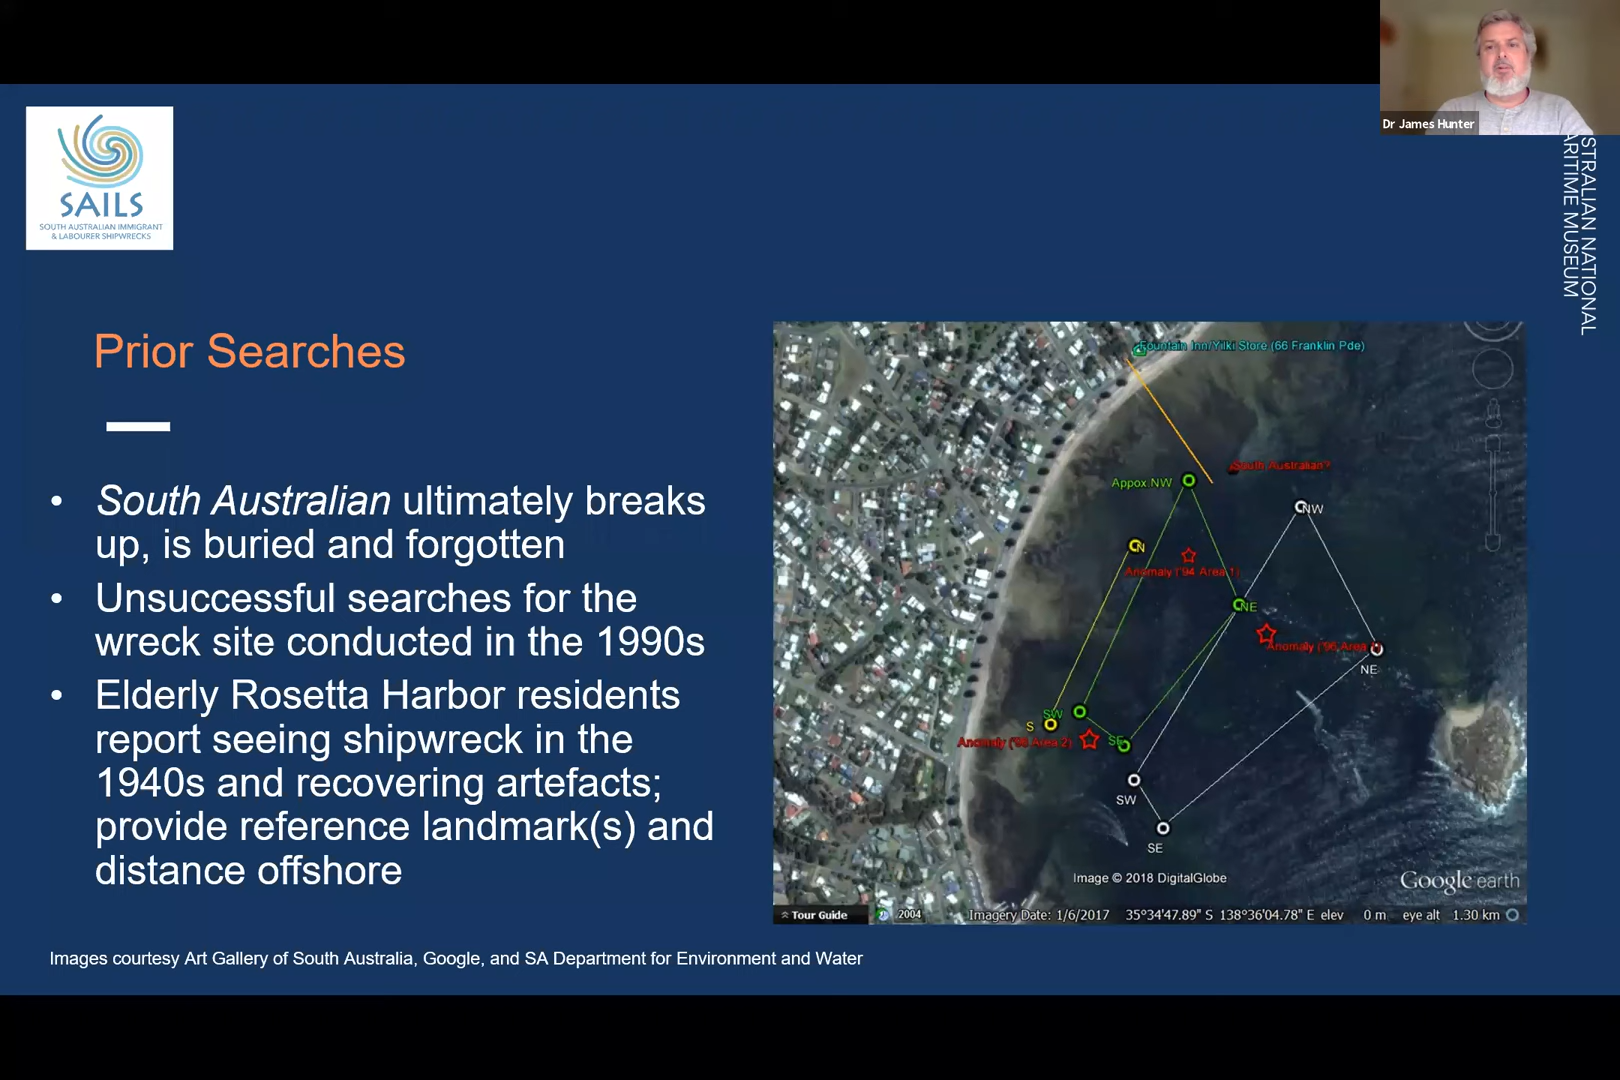 Dr James Hunter
SAILS
SOUTH AUSTRALIAN IMMIGRANT
& LABOURER SHIPWRECKS
STRALIAN NATIONAL
ARITIME MUSEUM
Prior Searches
• South Australian ultimately breaks
up, is buried and forgotten
• Unsuccessful searches for the
wreck site conducted in the 1990s
• Elderly Rosetta Harbor residents
report seeing shipwreck in the
1940s and recovering artefacts;
provide reference landmark(s) and
distance offshore
Fountain Inn/Yilki Store (66 Franklin Pde)
South Australian?
Appox.NW
NW
N
Anomaly ('94 Area 1)
NE
Anomaly ('96 Area
NE
SW
S
Anomaly ('96 Area 2)
SE
SW
SE
Image © 2018 DigitalGlobe
Google earth
Tour Guide
2004
Imagery Date: 1/6/2017 35°34'47.89" S 138°36'04.78" E elev 0 m eye alt 1.30 km
Images courtesy Art Gallery of South Australia, Google, and SA Department for Environment and Water